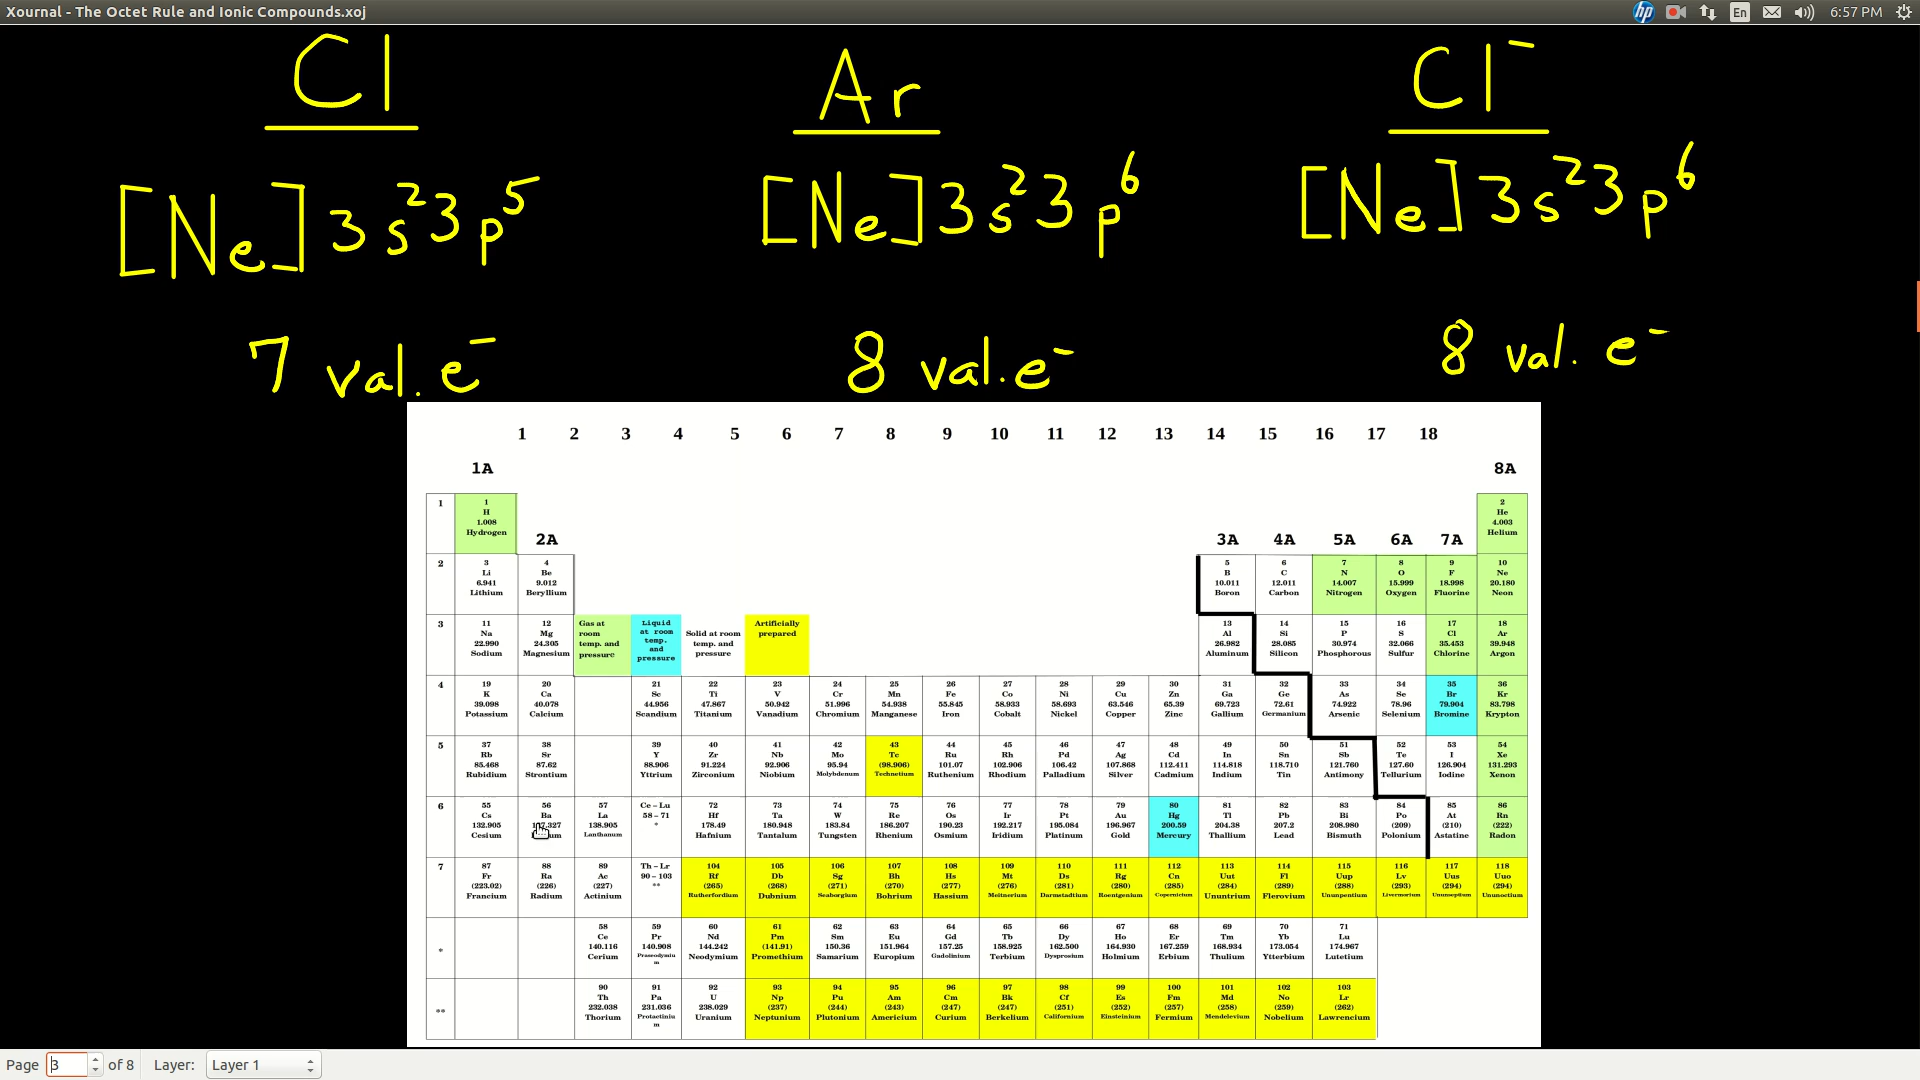 Xournal - The Octet Rule and Ionic Compounds.xoj
hp En 6:57 PM
Cl Ar Cl⁻
[Ne]3s²3p⁵ [Ne]3s²3p⁶ [Ne]3s²3p⁶
7 val. e⁻ 8 val. e⁻ 8 val. e⁻
1 2 3 4 5 6 7 8 9 10 11 12 13 14 15 16 17 18
1A 8A
1 1 2
H He
1.008 4.003
Hydrogen Helium
2A 3A 4A 5A 6A 7A
2 3 4 5 6 7 8 9 10
Li Be B C N O F Ne
6.941 9.012 10.011 12.011 14.007 15.999 18.998 20.180
Lithium Beryllium Boron Carbon Nitrogen Oxygen Fluorine Neon
Gas at room temp. and pressure
Liquid at room temp. and pressure
Solid at room temp. and pressure
Artificially prepared
3 11 12 13 14 15 16 17 18
Na Mg Al Si P S Cl Ar
22.990 24.305 26.982 28.085 30.974 32.066 35.453 39.948
Sodium Magnesium Aluminum Silicon Phosphorous Sulfur Chlorine Argon
4 19 20 21 22 23 24 25 26 27 28 29 30 31 32 33 34 35 36
K Ca Sc Ti V Cr Mn Fe Co Ni Cu Zn Ga Ge As Se Br Kr
39.098 40.078 44.956 47.867 50.942 51.996 54.938 55.845 58.933 58.693 63.546 65.39 69.723 72.61 74.922 78.96 79.904 83.798
Potassium Calcium Scandium Titanium Vanadium Chromium Manganese Iron Cobalt Nickel Copper Zinc Gallium Germanium Arsenic Selenium Bromine Krypton
5 37 38 39 40 41 42 43 44 45 46 47 48 49 50 51 52 53 54
Rb Sr Y Zr Nb Mo Tc Ru Rh Pd Ag Cd In Sn Sb Te I Xe
85.468 87.62 88.906 91.224 92.906 95.94 (98.906) 101.07 102.906 106.42 107.868 112.411 114.818 118.710 121.760 127.60 126.904 131.293
Rubidium Strontium Yttrium Zirconium Niobium Molybdenum Technetium Ruthenium Rhodium Palladium Silver Cadmium Indium Tin Antimony Tellurium Iodine Xenon
6 55 56 57 Ce – Lu 72 73 74 75 76 77 78 79 80 81 82 83 84 85 86
Cs Ba La 58 – 71 Hf Ta W Re Os Ir Pt Au Hg Tl Pb Bi Po At Rn
132.905 138.905 * 178.49 180.948 183.84 186.207 190.23 192.217 195.084 196.967 200.59 204.38 207.2 208.980 (209) (210) (222)
Cesium Lanthanum Hafnium Tantalum Tungsten Rhenium Osmium Iridium Platinum Gold Mercury Thallium Lead Bismuth Polonium Astatine Radon
7 87 88 89 Th – Lr 104 105 106 107 108 109 110 111 112 113 114 115 116 117 118
Fr Ra Ac 90 – 103 Rf Db Sg Bh Hs Mt Ds Rg Cn Uut Fl Uup Lv Uus Uuo
(223.02) (226) (227) ** (265) (268) (271) (270) (277) (276) (281) (280) (285) (284) (289) (288) (293) (294) (294)
Francium Radium Actinium Rutherfordium Dubnium Seaborgium Bohrium Hassium Meitnerium Darmstadtium Roentgenium Copernicium Ununtrium Flerovium Ununpentium Livermorium Ununseptium Ununoctium
* 58 59 60 61 62 63 64 65 66 67 68 69 70 71
Ce Pr Nd Pm Sm Eu Gd Tb Dy Ho Er Tm Yb Lu
140.116 140.908 144.242 (141.91) 150.36 151.964 157.25 158.925 162.500 164.930 167.259 168.934 173.054 174.967
Cerium Praseodymium Neodymium Promethium Samarium Europium Gadolinium Terbium Dysprosium Holmium Erbium Thulium Ytterbium Lutetium
** 90 91 92 93 94 95 96 97 98 99 100 101 102 103
Th Pa U Np Pu Am Cm Bk Cf Es Fm Md No Lr
232.038 231.036 238.029 (237) (244) (243) (247) (247) (251) (252) (257) (258) (259) (262)
Thorium Protactinium Uranium Neptunium Plutonium Americium Curium Berkelium Californium Einsteinium Fermium Mendelevium Nobelium Lawrencium
Page 3 of 8 Layer: Layer 1